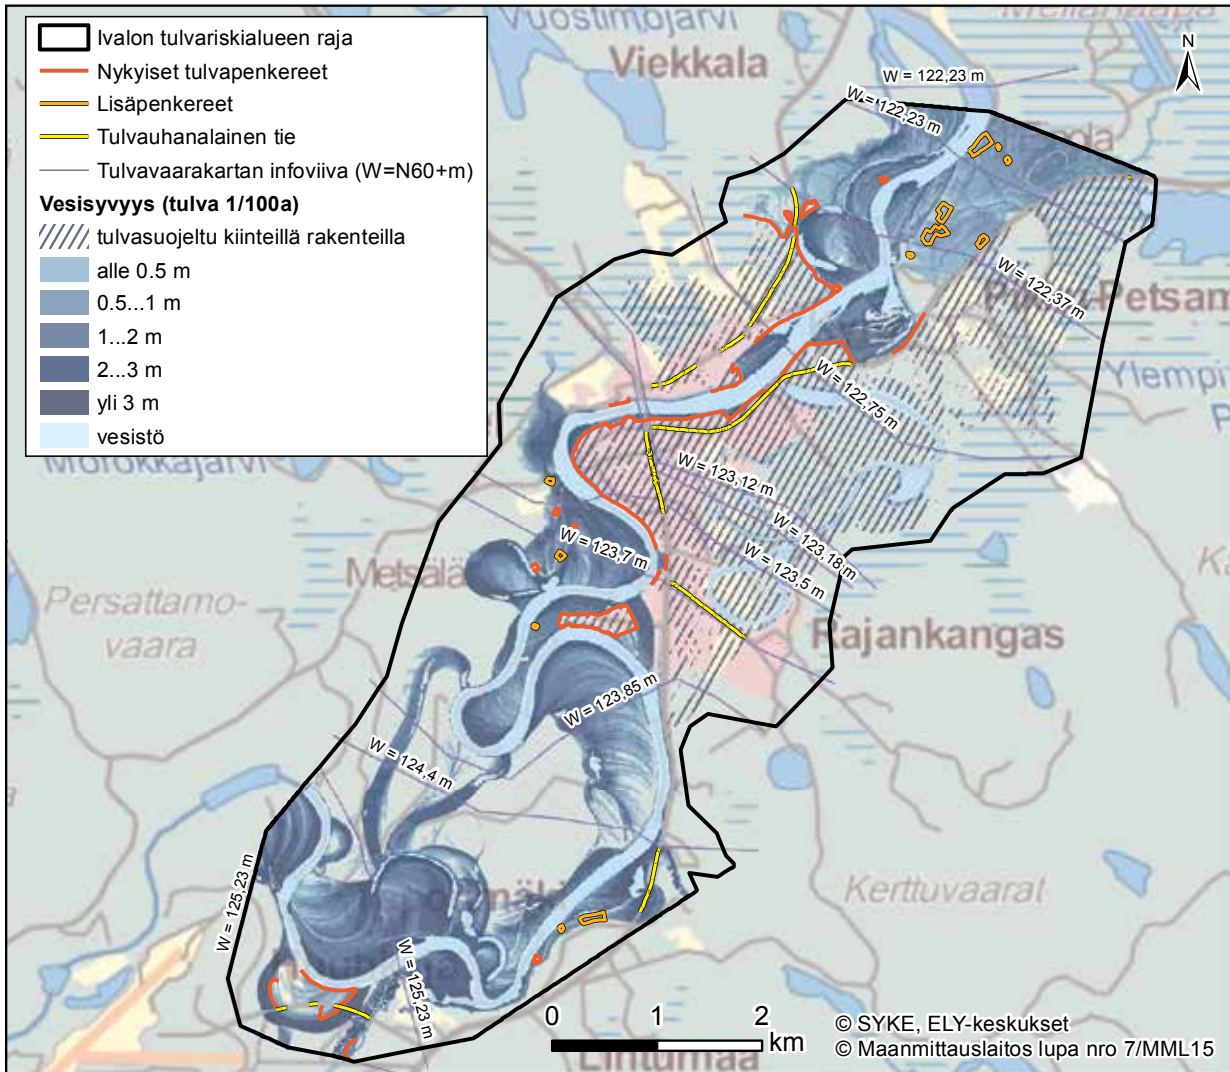 Ivalon tulvariskialueen raja
Nykyiset tulvapenkereet
Lisäpenkereet
Tulvauhanalainen tie
Tulvavaarakartan infoviiva (W=N60+m)
Vesisyvyys (tulva 1/100a)
tulvasuojeltu kiinteillä rakenteilla
alle 0.5 m
0.5...1 m
1...2 m
2...3 m
yli 3 m
vesistö
Vuostimojärvi
Viekkala
N
W = 122,23 m
W = 122,23 m
W = 122,37 m
Ylempi
W = 122,75 m
W = 123,12 m
W = 123,18 m
W = 123,5 m
W = 123,7 m
Metsälä
Persattamo-
vaara
Rajankangas
W = 123,85 m
W = 124,4 m
W = 125,23 m
Kerttuvaarat
W = 125,23 m
0 1 2
km
© SYKE, ELY-keskukset
© Maanmittauslaitos lupa nro 7/MML15